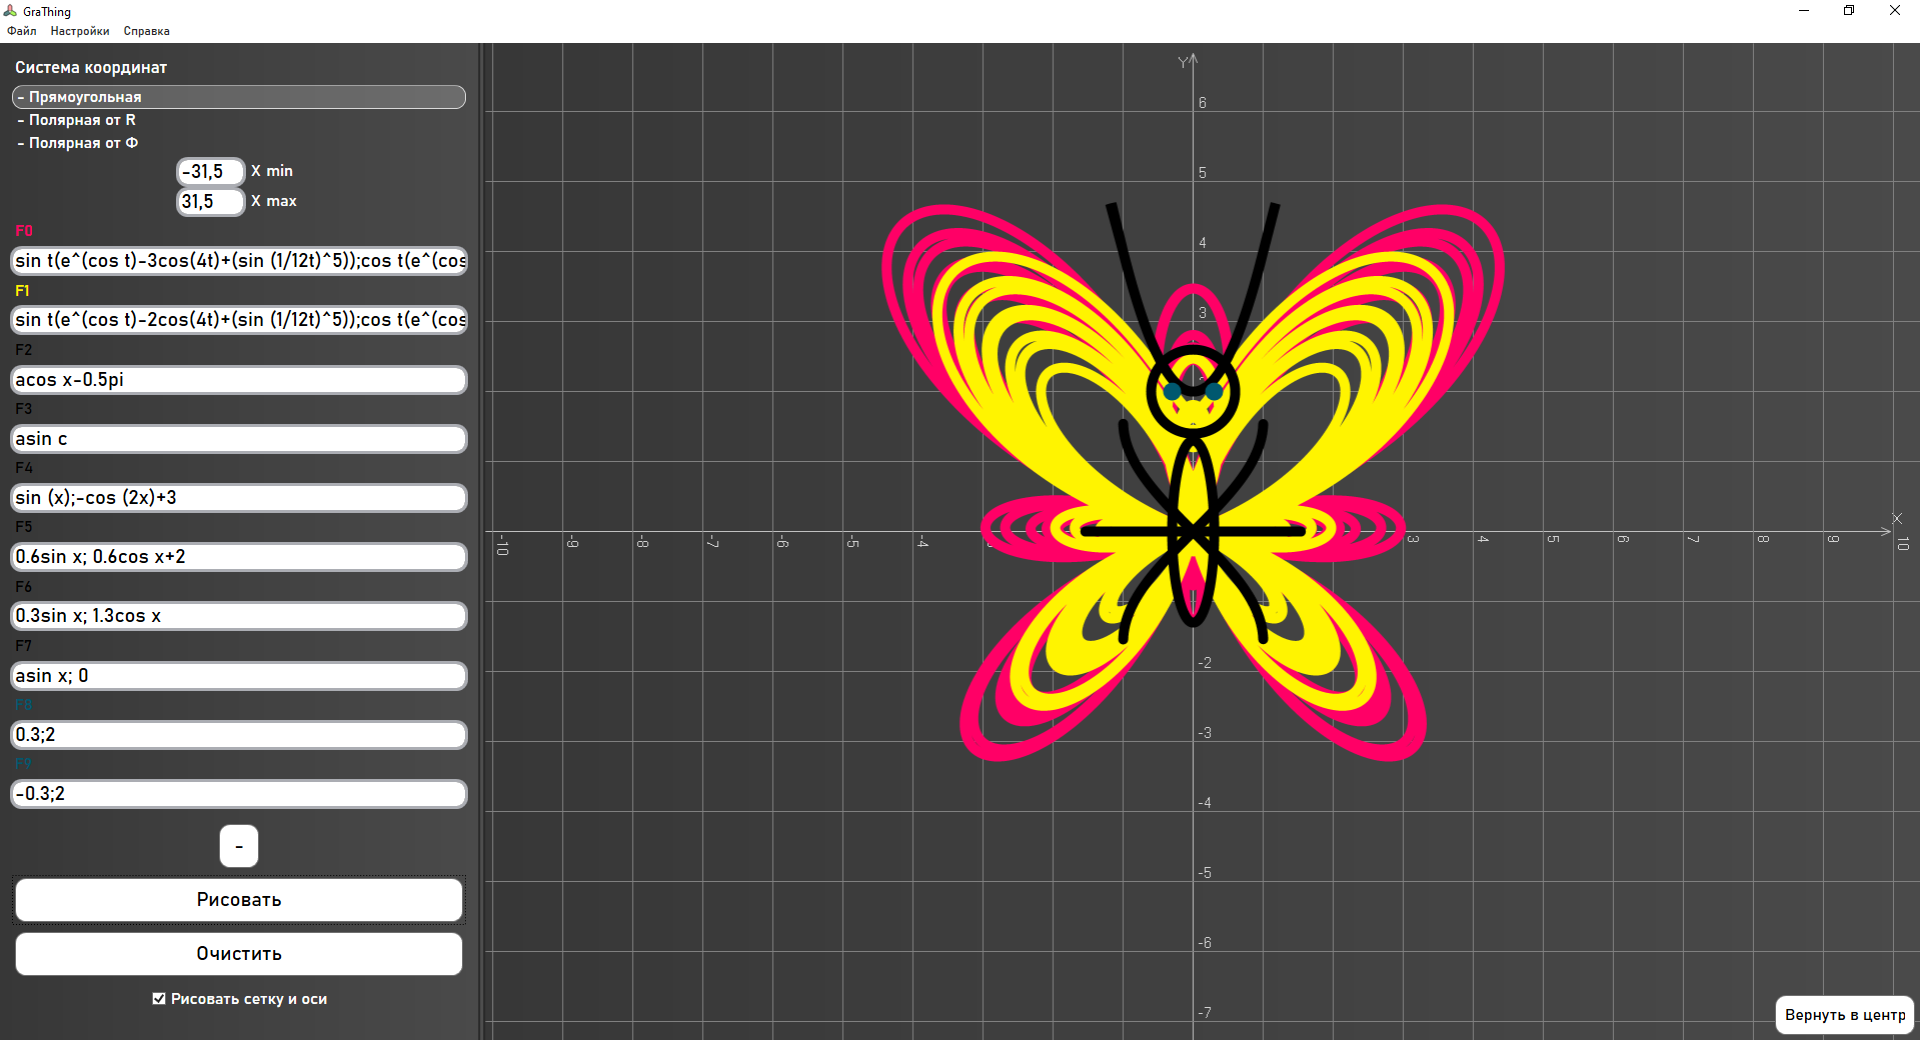 GraThing
Файл Настройки Справка
Система координат
- Прямоугольная
- Полярная от R
- Полярная от Ф
-31,5 X min
31,5 X max
F0
sin t(e^(cos t)-3cos(4t)+(sin (1/12t)^5));cos t(e^(cos
F1
sin t(e^(cos t)-2cos(4t)+(sin (1/12t)^5));cos t(e^(cos
F2
acos x-0.5pi
F3
asin c
F4
sin (x);-cos (2x)+3
F5
0.6sin x; 0.6cos x+2
F6
0.3sin x; 1.3cos x
F7
asin x; 0
F8
0.3;2
F9
-0.3;2
-
Рисовать
Очистить
Рисовать сетку и оси
Y
6
5
4
3
X
-10 -9 -8 -7 -6 -5 -4 3 4 5 6 7 8 9 10
-2
-3
-4
-5
-6
-7
Вернуть в центр